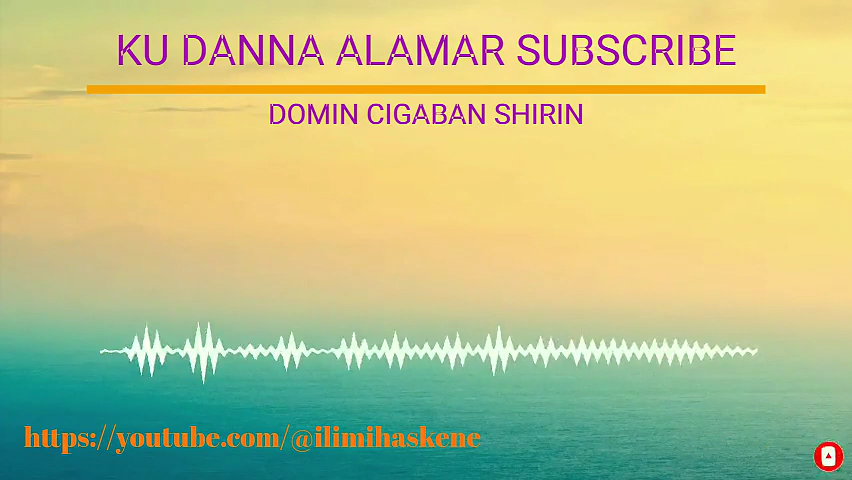 KU DANNA ALAMAR SUBSCRIBE
DOMIN CIGABAN SHIRIN
https://youtube.com/@ilimihaskene